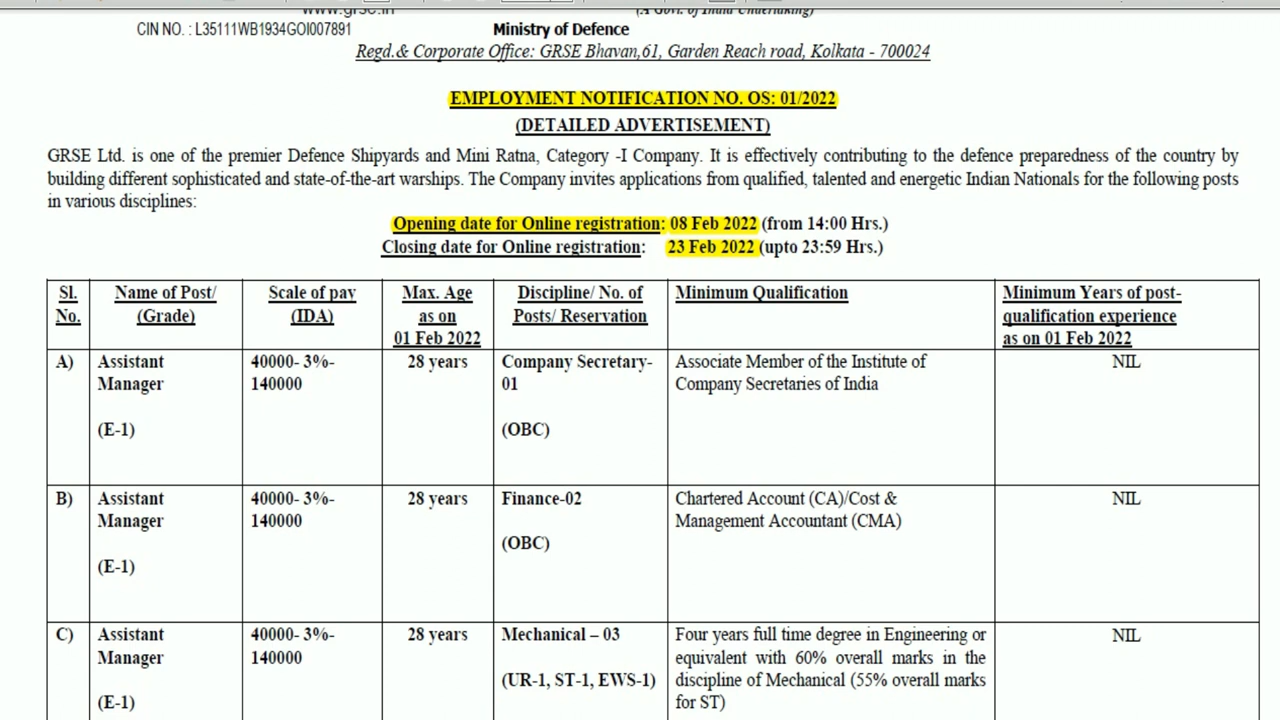 www.grse.in
(A Govt. of India Undertaking)
CIN NO. : L35111WB1934GOI007891
Ministry of Defence
Regd.& Corporate Office: GRSE Bhavan,61, Garden Reach road, Kolkata - 700024
EMPLOYMENT NOTIFICATION NO. OS: 01/2022
(DETAILED ADVERTISEMENT)
GRSE Ltd. is one of the premier Defence Shipyards and Mini Ratna, Category -I Company. It is effectively contributing to the defence preparedness of the country by
building different sophisticated and state-of-the-art warships. The Company invites applications from qualified, talented and energetic Indian Nationals for the following posts
in various disciplines:
Opening date for Online registration: 08 Feb 2022 (from 14:00 Hrs.)
Closing date for Online registration: 23 Feb 2022 (upto 23:59 Hrs.)
Sl.
No.
Name of Post/
(Grade)
Scale of pay
(IDA)
Max. Age
as on
01 Feb 2022
Discipline/ No. of
Posts/ Reservation
Minimum Qualification
Minimum Years of post-
qualification experience
as on 01 Feb 2022
A)
Assistant
Manager
(E-1)
40000- 3%-
140000
28 years
Company Secretary-
01
(OBC)
Associate Member of the Institute of
Company Secretaries of India
NIL
B)
Assistant
Manager
(E-1)
40000- 3%-
140000
28 years
Finance-02
(OBC)
Chartered Account (CA)/Cost &
Management Accountant (CMA)
NIL
C)
Assistant
Manager
(E-1)
40000- 3%-
140000
28 years
Mechanical – 03
(UR-1, ST-1, EWS-1)
Four years full time degree in Engineering or
equivalent with 60% overall marks in the
discipline of Mechanical (55% overall marks
for ST)
NIL